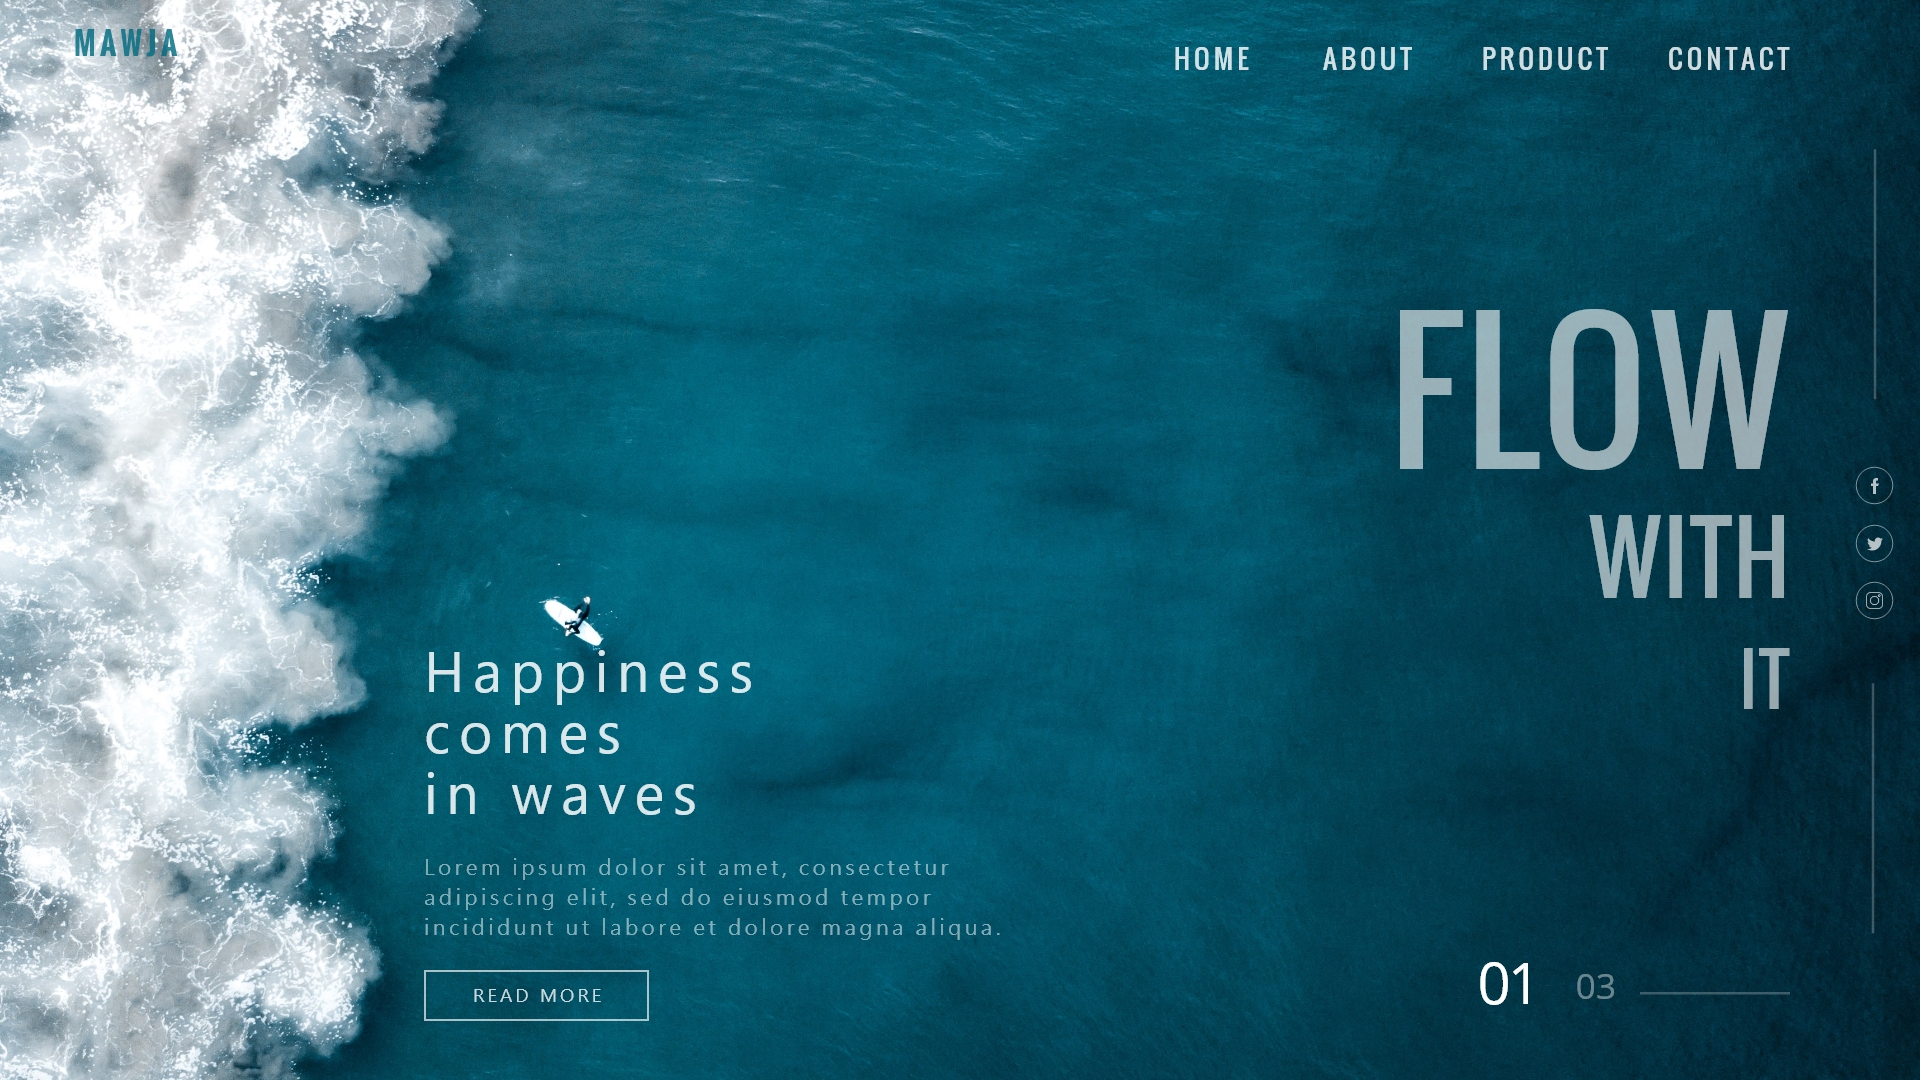 MAWJA
HOME ABOUT PRODUCT CONTACT
FLOW
WITH
IT
Happiness
comes
in waves
Lorem ipsum dolor sit amet, consectetur
adipiscing elit, sed do eiusmod tempor
incididunt ut labore et dolore magna aliqua.
READ MORE
01 03